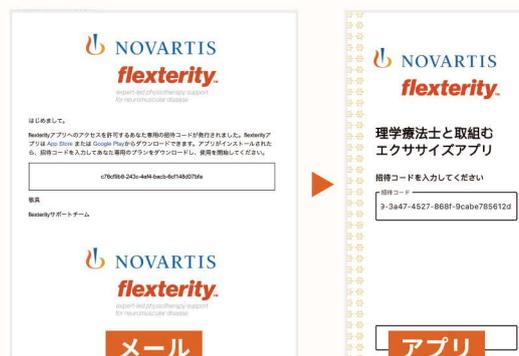 NOVARTIS
flexterity.
expert-led physiotherapy support
for neuromuscular disease
はじめまして。
flexterityアプリへのアクセスを許可するあなた専用の招待コードが発行されました。flexterityア
プリは App Store または Google Playからダウンロードできます。アプリがインストールされた
ら、招待コードを入力してあなた専用のプランをダウンロードし、使用を開始してください。
敬具
flexterityサポートチーム
NOVARTIS
flexterity.
expert-led physiotherapy support
for neuromuscular disease
メール
NOVARTIS
flexterity.
理学療法士と取組む
エクササイズアプリ
招待コードを入力してください
招待コード
-3a47-4527-868f-9cabe785612d
アプリ